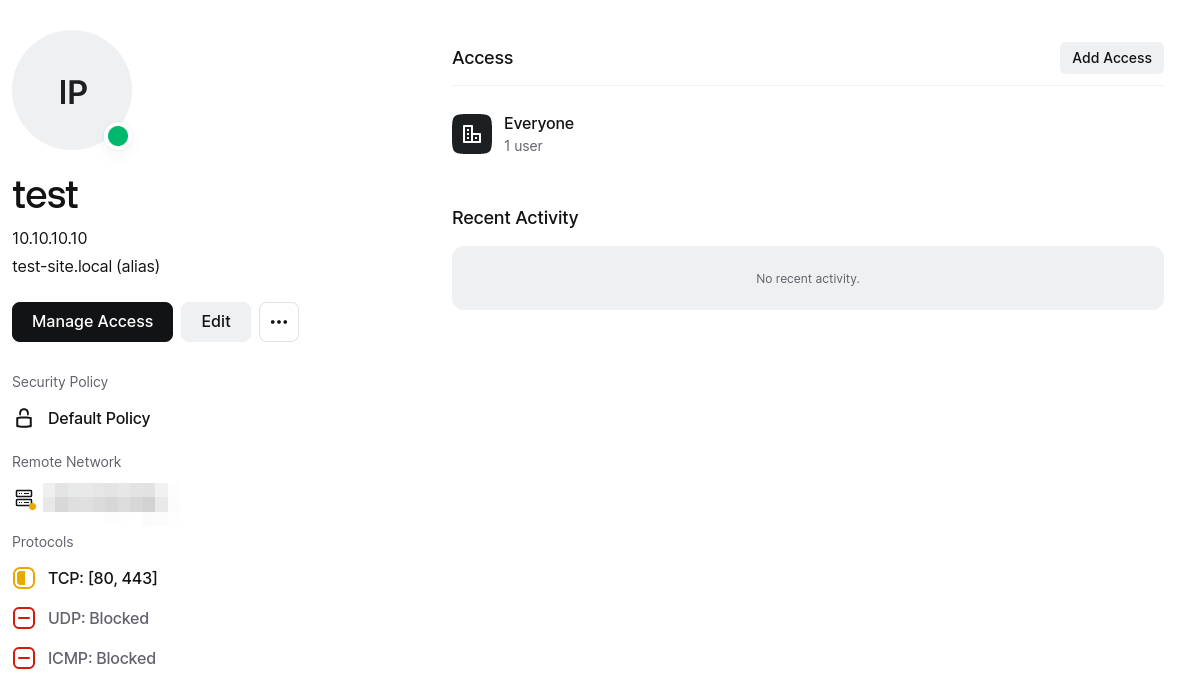 IP
test
10.10.10.10
test-site.local (alias)
Manage Access
Edit
Security Policy
Default Policy
Remote Network
Protocols
TCP: [80, 443]
UDP: Blocked
ICMP: Blocked
Access
Add Access
Everyone
1 user
Recent Activity
No recent activity.